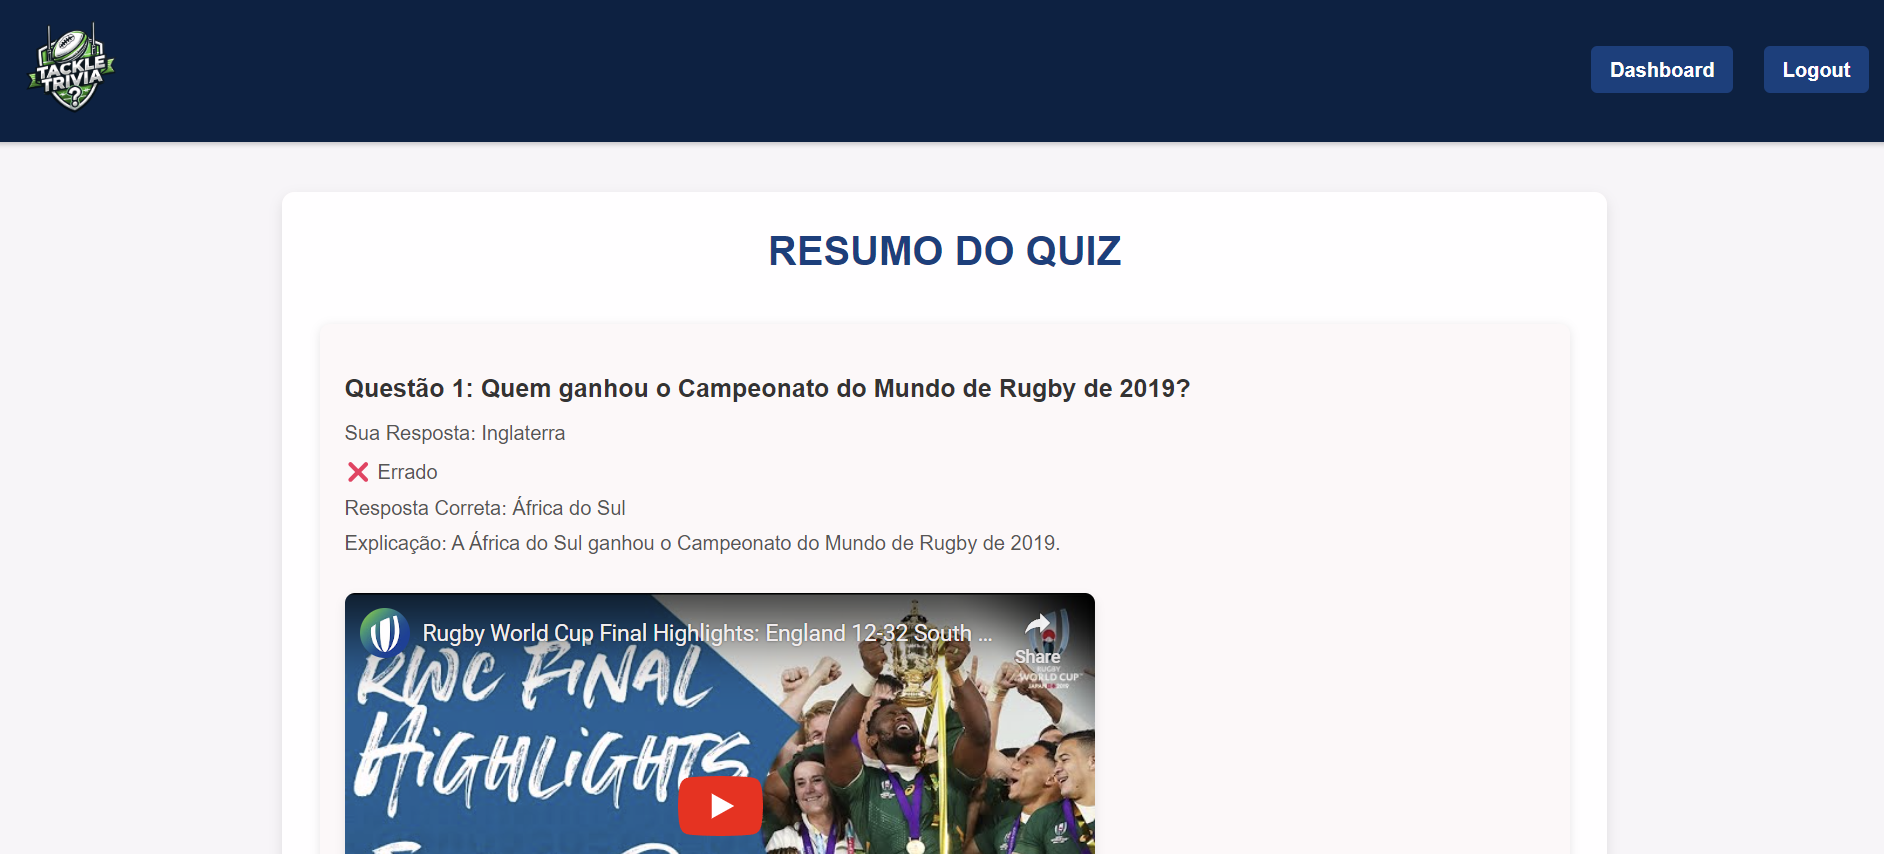 TACKLE
TRIVIA
?
Dashboard
Logout
RESUMO DO QUIZ
Questão 1: Quem ganhou o Campeonato do Mundo de Rugby de 2019?
Sua Resposta: Inglaterra
❌ Errado
Resposta Correta: África do Sul
Explicação: A África do Sul ganhou o Campeonato do Mundo de Rugby de 2019.
Rugby World Cup Final Highlights: England 12-32 South ...
Share
RUGBY
WORLD CUP
JAPAN 2019
RWC FINAL
HiGHLiGHTS